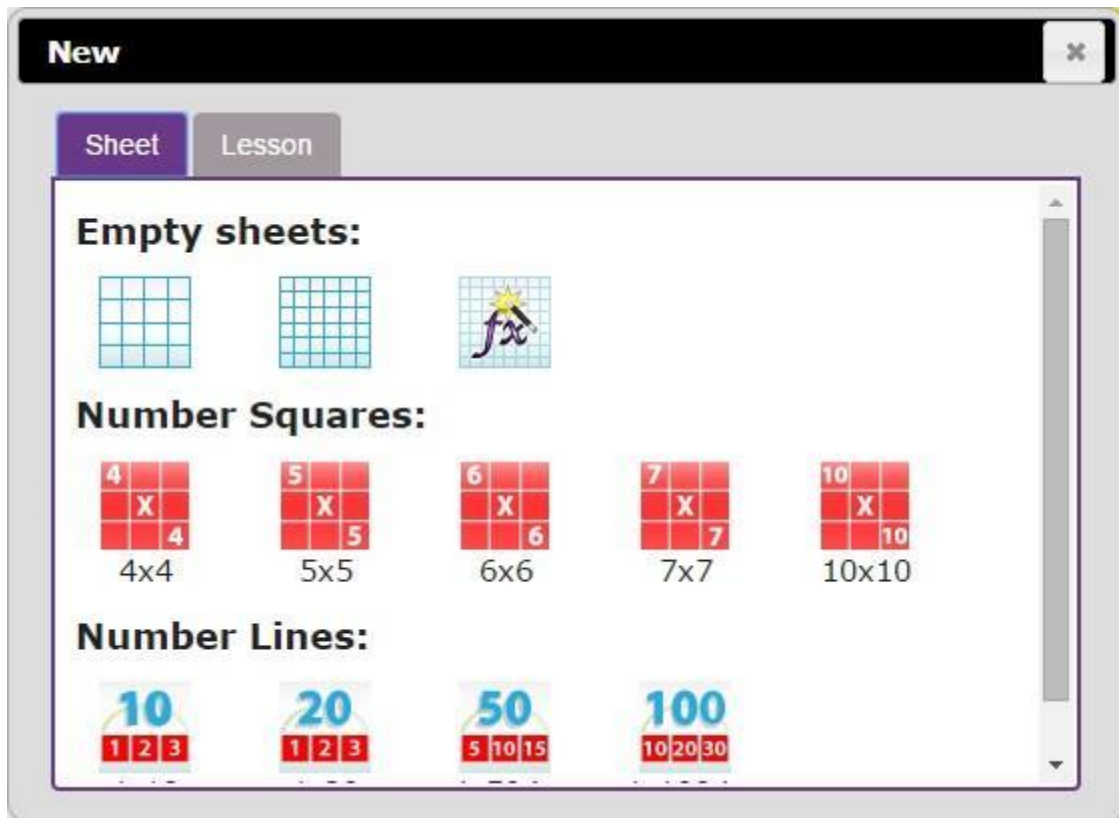 New
Sheet Lesson
Empty sheets:
fx
Number Squares:
4 5 6 7 10
X X X X X
4 5 6 7 10
4x4 5x5 6x6 7x7 10x10
Number Lines:
10 20 50 100
1 2 3 1 2 3 5 10 15 10 20 30